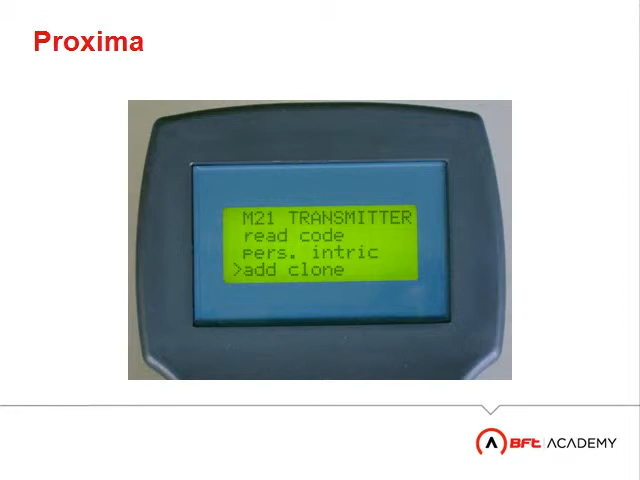 Proxima
M21 TRANSMITTER
read code
pers. intric
>add clone
BFT ACADEMY